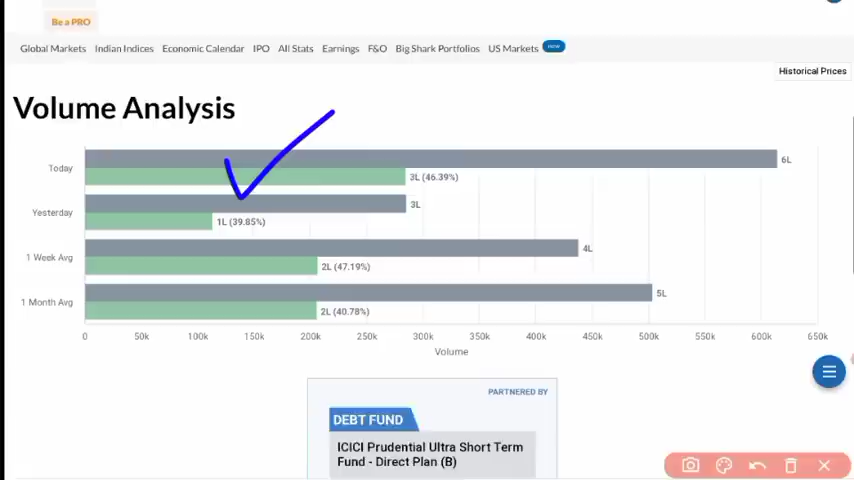 Be a PRO
Global Markets Indian Indices Economic Calendar IPO All Stats Earnings F&O Big Shark Portfolios US Markets new
Historical Prices
Volume Analysis
Today 6L
3L (46.39%)
Yesterday 3L
1L (39.85%)
1 Week Avg 4L
2L (47.19%)
1 Month Avg 5L
2L (40.78%)
0 50k 100k 150k 200k 250k 300k 350k 400k 450k 500k 550k 600k 650k
Volume
PARTNERED BY
DEBT FUND
ICICI Prudential Ultra Short Term
Fund - Direct Plan (B)